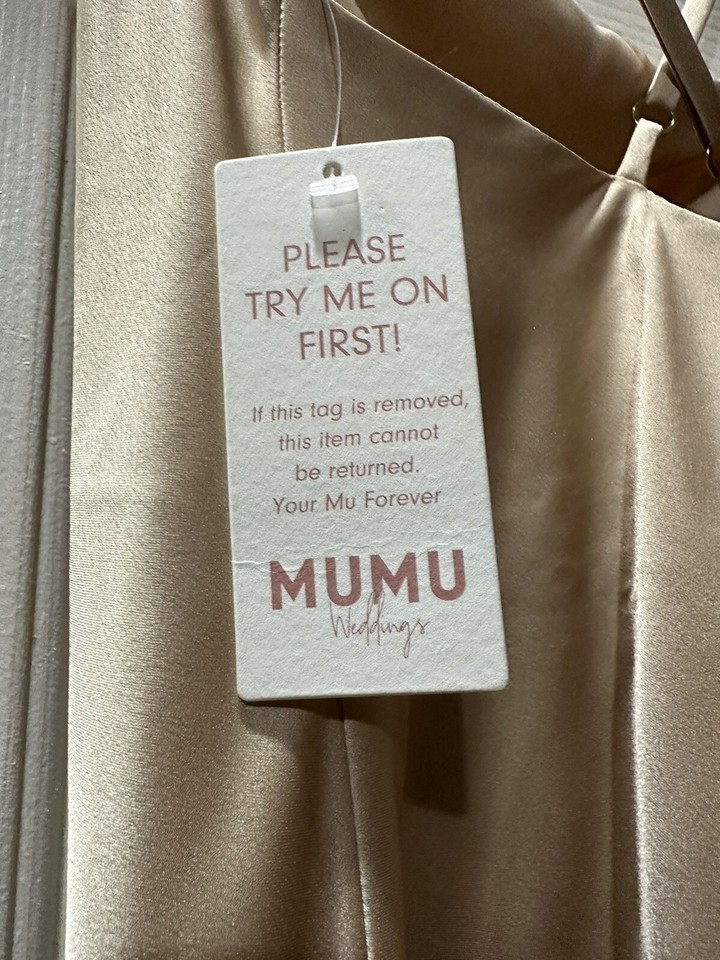 PLEASE
TRY ME ON
FIRST!
If this tag is removed,
this item cannot
be returned.
Your Mu Forever
MUMU
Weddings